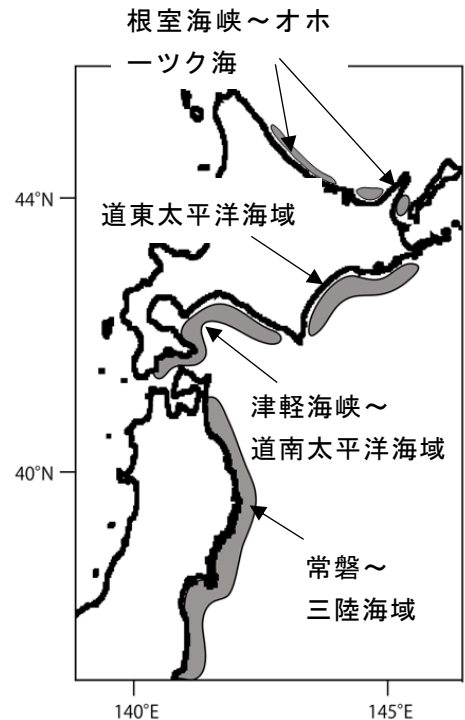 根室海峡～オホ
ーツク海
44°N
道東太平洋海域
津軽海峡～
道南太平洋海域
40°N
常磐～
三陸海域
140°E
145°E